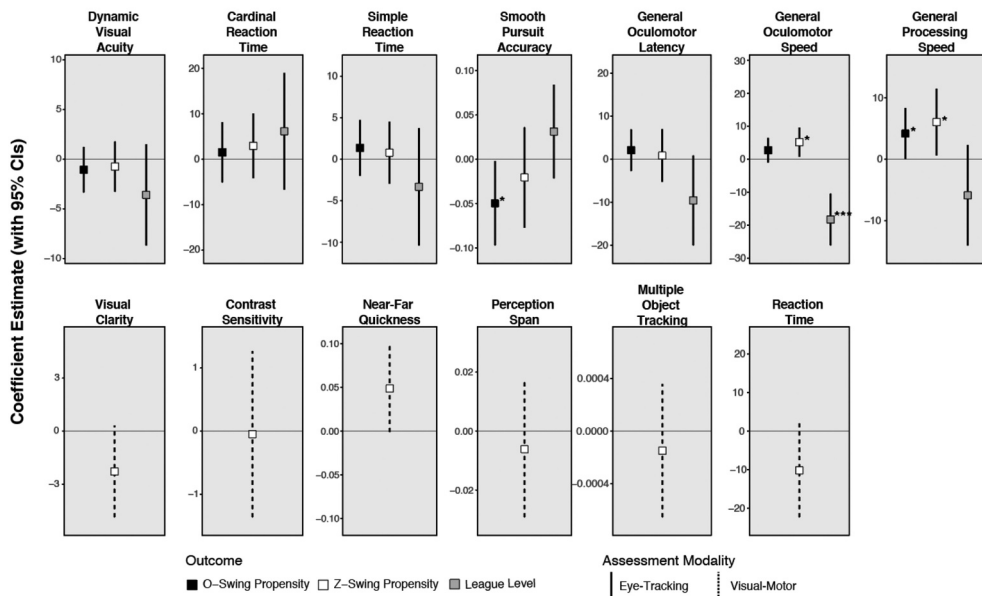 Dynamic Visual Acuity
Cardinal Reaction Time
Simple Reaction Time
Smooth Pursuit Accuracy
General Oculomotor Latency
General Oculomotor Speed
General Processing Speed
10
5
0
−5
−10
20
10
0
−10
−20
10
5
0
−5
−10
0.10
0.05
0.00
−0.05
−0.10
*
20
10
0
−10
−20
30
20
10
0
−10
−20
−30
*
***
10
0
−10
*
*
Coefficient Estimate (with 95% CIs)
Visual Clarity
Contrast Sensitivity
Near-Far Quickness
Perception Span
Multiple Object Tracking
Reaction Time
3
0
−3
1
0
−1
0.10
0.05
0.00
−0.05
−0.10
0.02
0.00
−0.02
0.0004
0.0000
−0.0004
20
10
0
−10
−20
Outcome
O−Swing Propensity
Z−Swing Propensity
League Level
Assessment Modality
Eye−Tracking
Visual−Motor